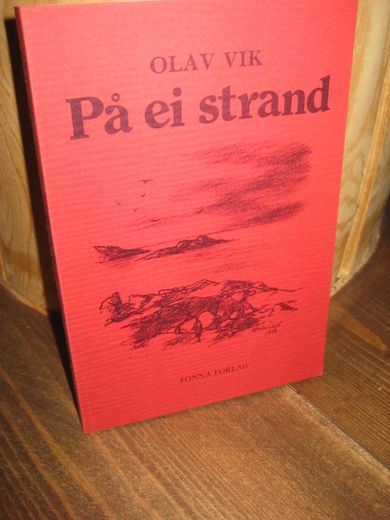 OLAV VIK
På ei strand
FONNA FORLAG